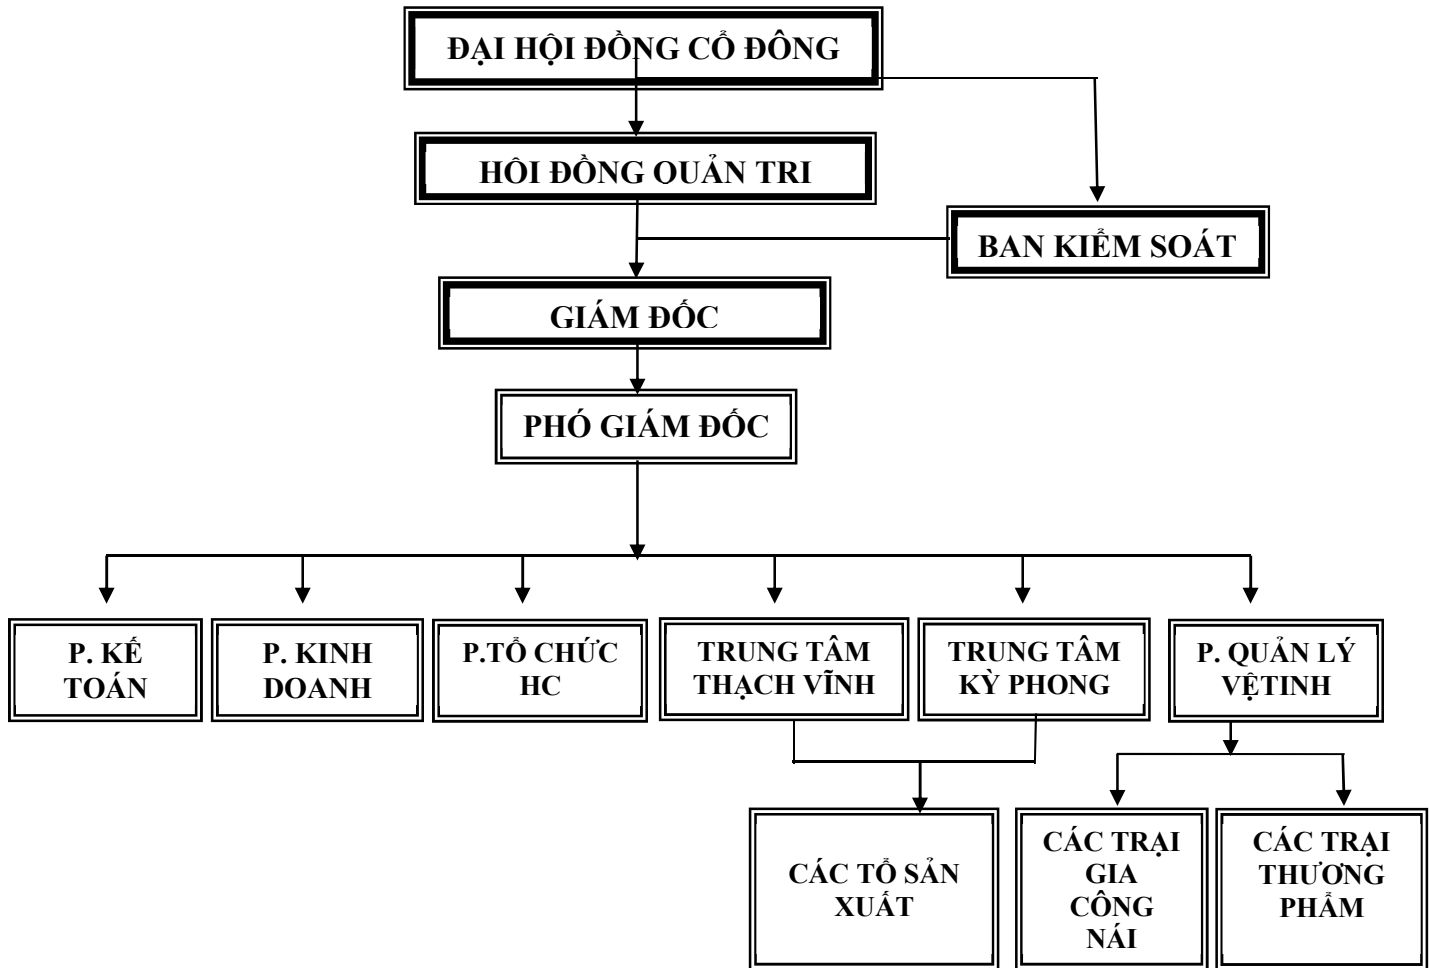 ĐẠI HỘI ĐỒNG CỔ ĐÔNG
HÔI ĐỒNG OUẢN TRI
BAN KIỂM SOÁT
GIÁM ĐỐC
PHÓ GIÁM ĐỐC
P. KẾ
TOÁN
P. KINH
DOANH
P.TỔ CHỨC
HC
TRUNG TÂM
THẠCH VĨNH
TRUNG TÂM
KỲ PHONG
P. QUẢN LÝ
VỆTINH
CÁC TỔ SẢN
XUẤT
CÁC TRẠI
GIA
CÔNG
NÁI
CÁC TRẠI
THƯƠNG
PHẨM